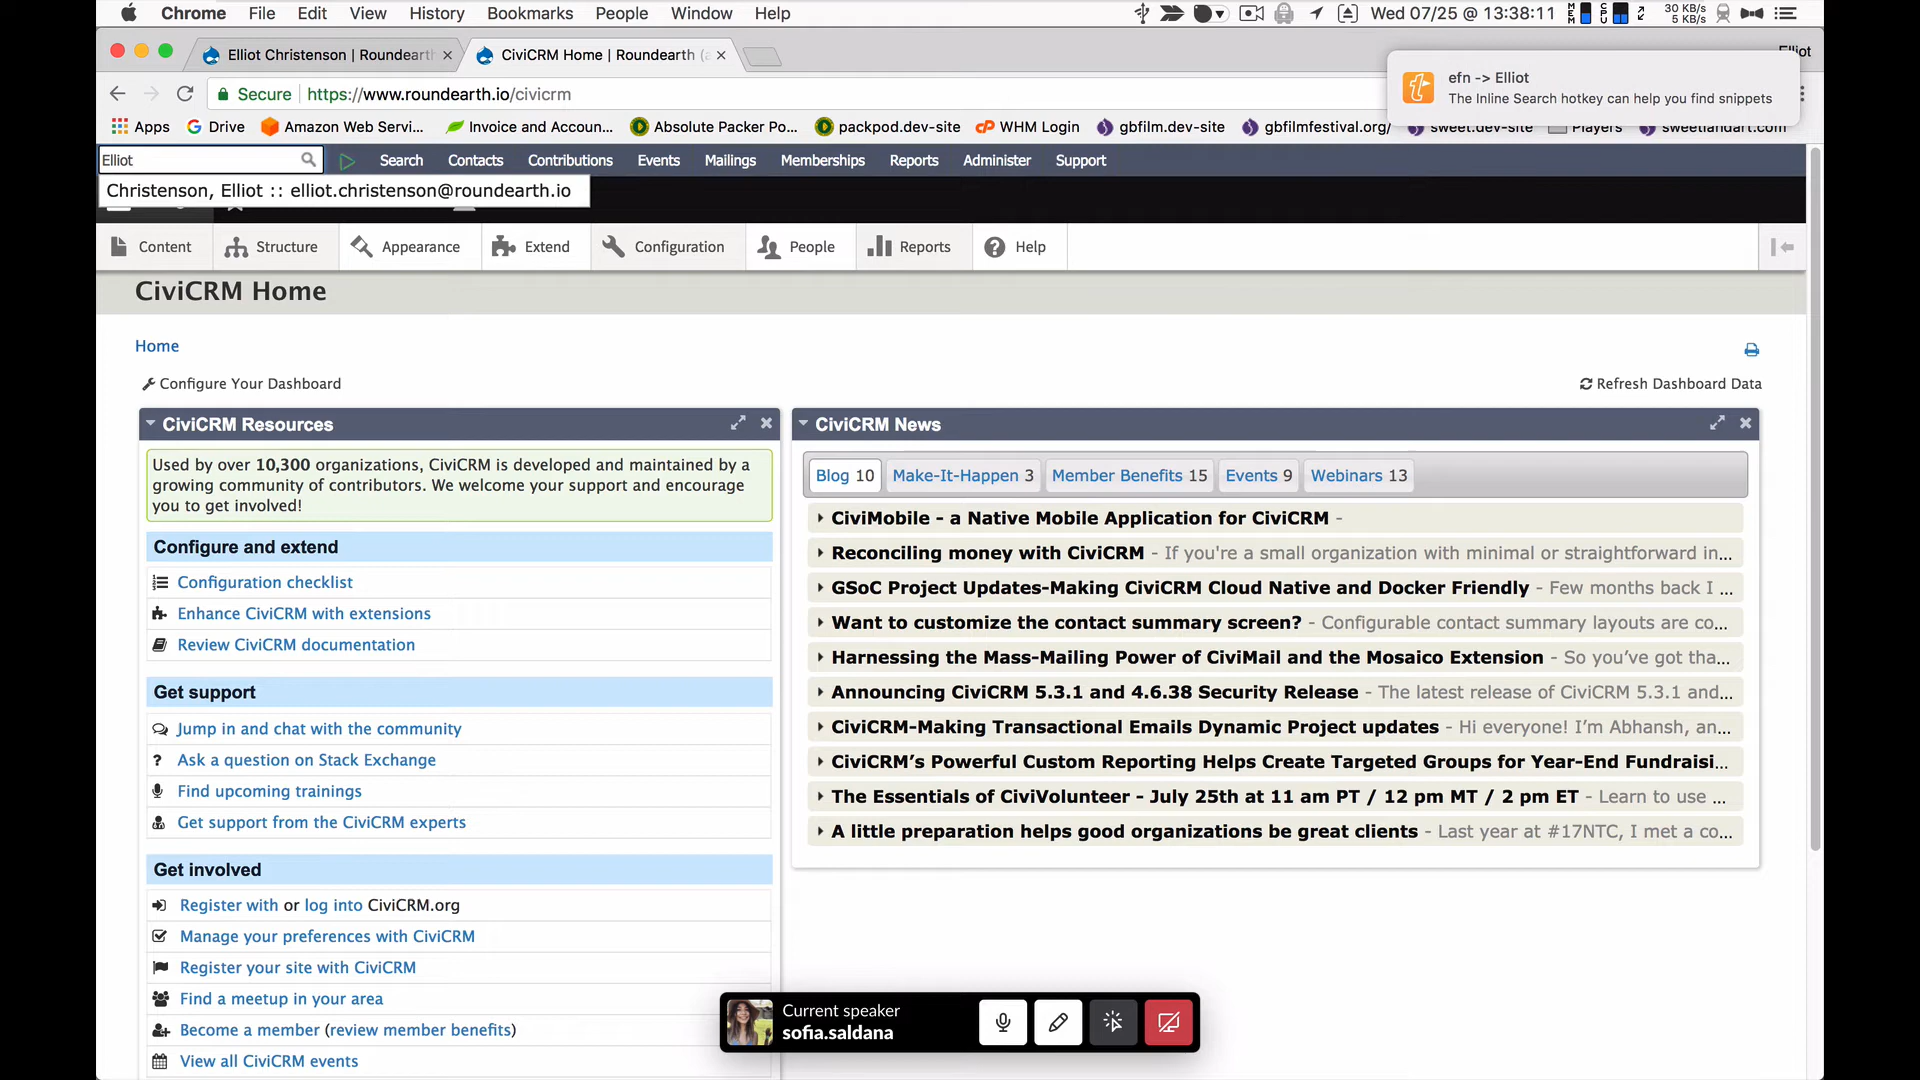 Chrome File Edit View History Bookmarks People Window Help
Wed 07/25 @ 13:38:11
MEM
CPU
30 KB/s
5 KB/s
Elliot Christenson | Roundearth
CiviCRM Home | Roundearth (a
efn -> Elliot
The Inline Search hotkey can help you find snippets
Secure https://www.roundearth.io/civicrm
Apps Drive Amazon Web Servi... Invoice and Accoun... Absolute Packer Po... packpod.dev-site WHM Login gbfilm.dev-site gbfilmfestival.org/ sweet.dev-site Players sweetlandart.com
Elliot
Search Contacts Contributions Events Mailings Memberships Reports Administer Support
Christenson, Elliot :: elliot.christenson@roundearth.io
Content Structure Appearance Extend Configuration People Reports Help
CiviCRM Home
Home
Configure Your Dashboard
Refresh Dashboard Data
CiviCRM Resources
Used by over 10,300 organizations, CiviCRM is developed and maintained by a
growing community of contributors. We welcome your support and encourage
you to get involved!
Configure and extend
Configuration checklist
Enhance CiviCRM with extensions
Review CiviCRM documentation
Get support
Jump in and chat with the community
Ask a question on Stack Exchange
Find upcoming trainings
Get support from the CiviCRM experts
Get involved
Register with or log into CiviCRM.org
Manage your preferences with CiviCRM
Register your site with CiviCRM
Find a meetup in your area
Become a member (review member benefits)
View all CiviCRM events
CiviCRM News
Blog 10 Make-It-Happen 3 Member Benefits 15 Events 9 Webinars 13
CiviMobile - a Native Mobile Application for CiviCRM -
Reconciling money with CiviCRM - If you're a small organization with minimal or straightforward in...
GSoC Project Updates-Making CiviCRM Cloud Native and Docker Friendly - Few months back I ...
Want to customize the contact summary screen? - Configurable contact summary layouts are co...
Harnessing the Mass-Mailing Power of CiviMail and the Mosaico Extension - So you’ve got tha...
Announcing CiviCRM 5.3.1 and 4.6.38 Security Release - The latest release of CiviCRM 5.3.1 and...
CiviCRM-Making Transactional Emails Dynamic Project updates - Hi everyone! I’m Abhansh, an...
CiviCRM’s Powerful Custom Reporting Helps Create Targeted Groups for Year-End Fundraisi...
The Essentials of CiviVolunteer - July 25th at 11 am PT / 12 pm MT / 2 pm ET - Learn to use ...
A little preparation helps good organizations be great clients - Last year at #17NTC, I met a co...
Current speaker
sofia.saldana